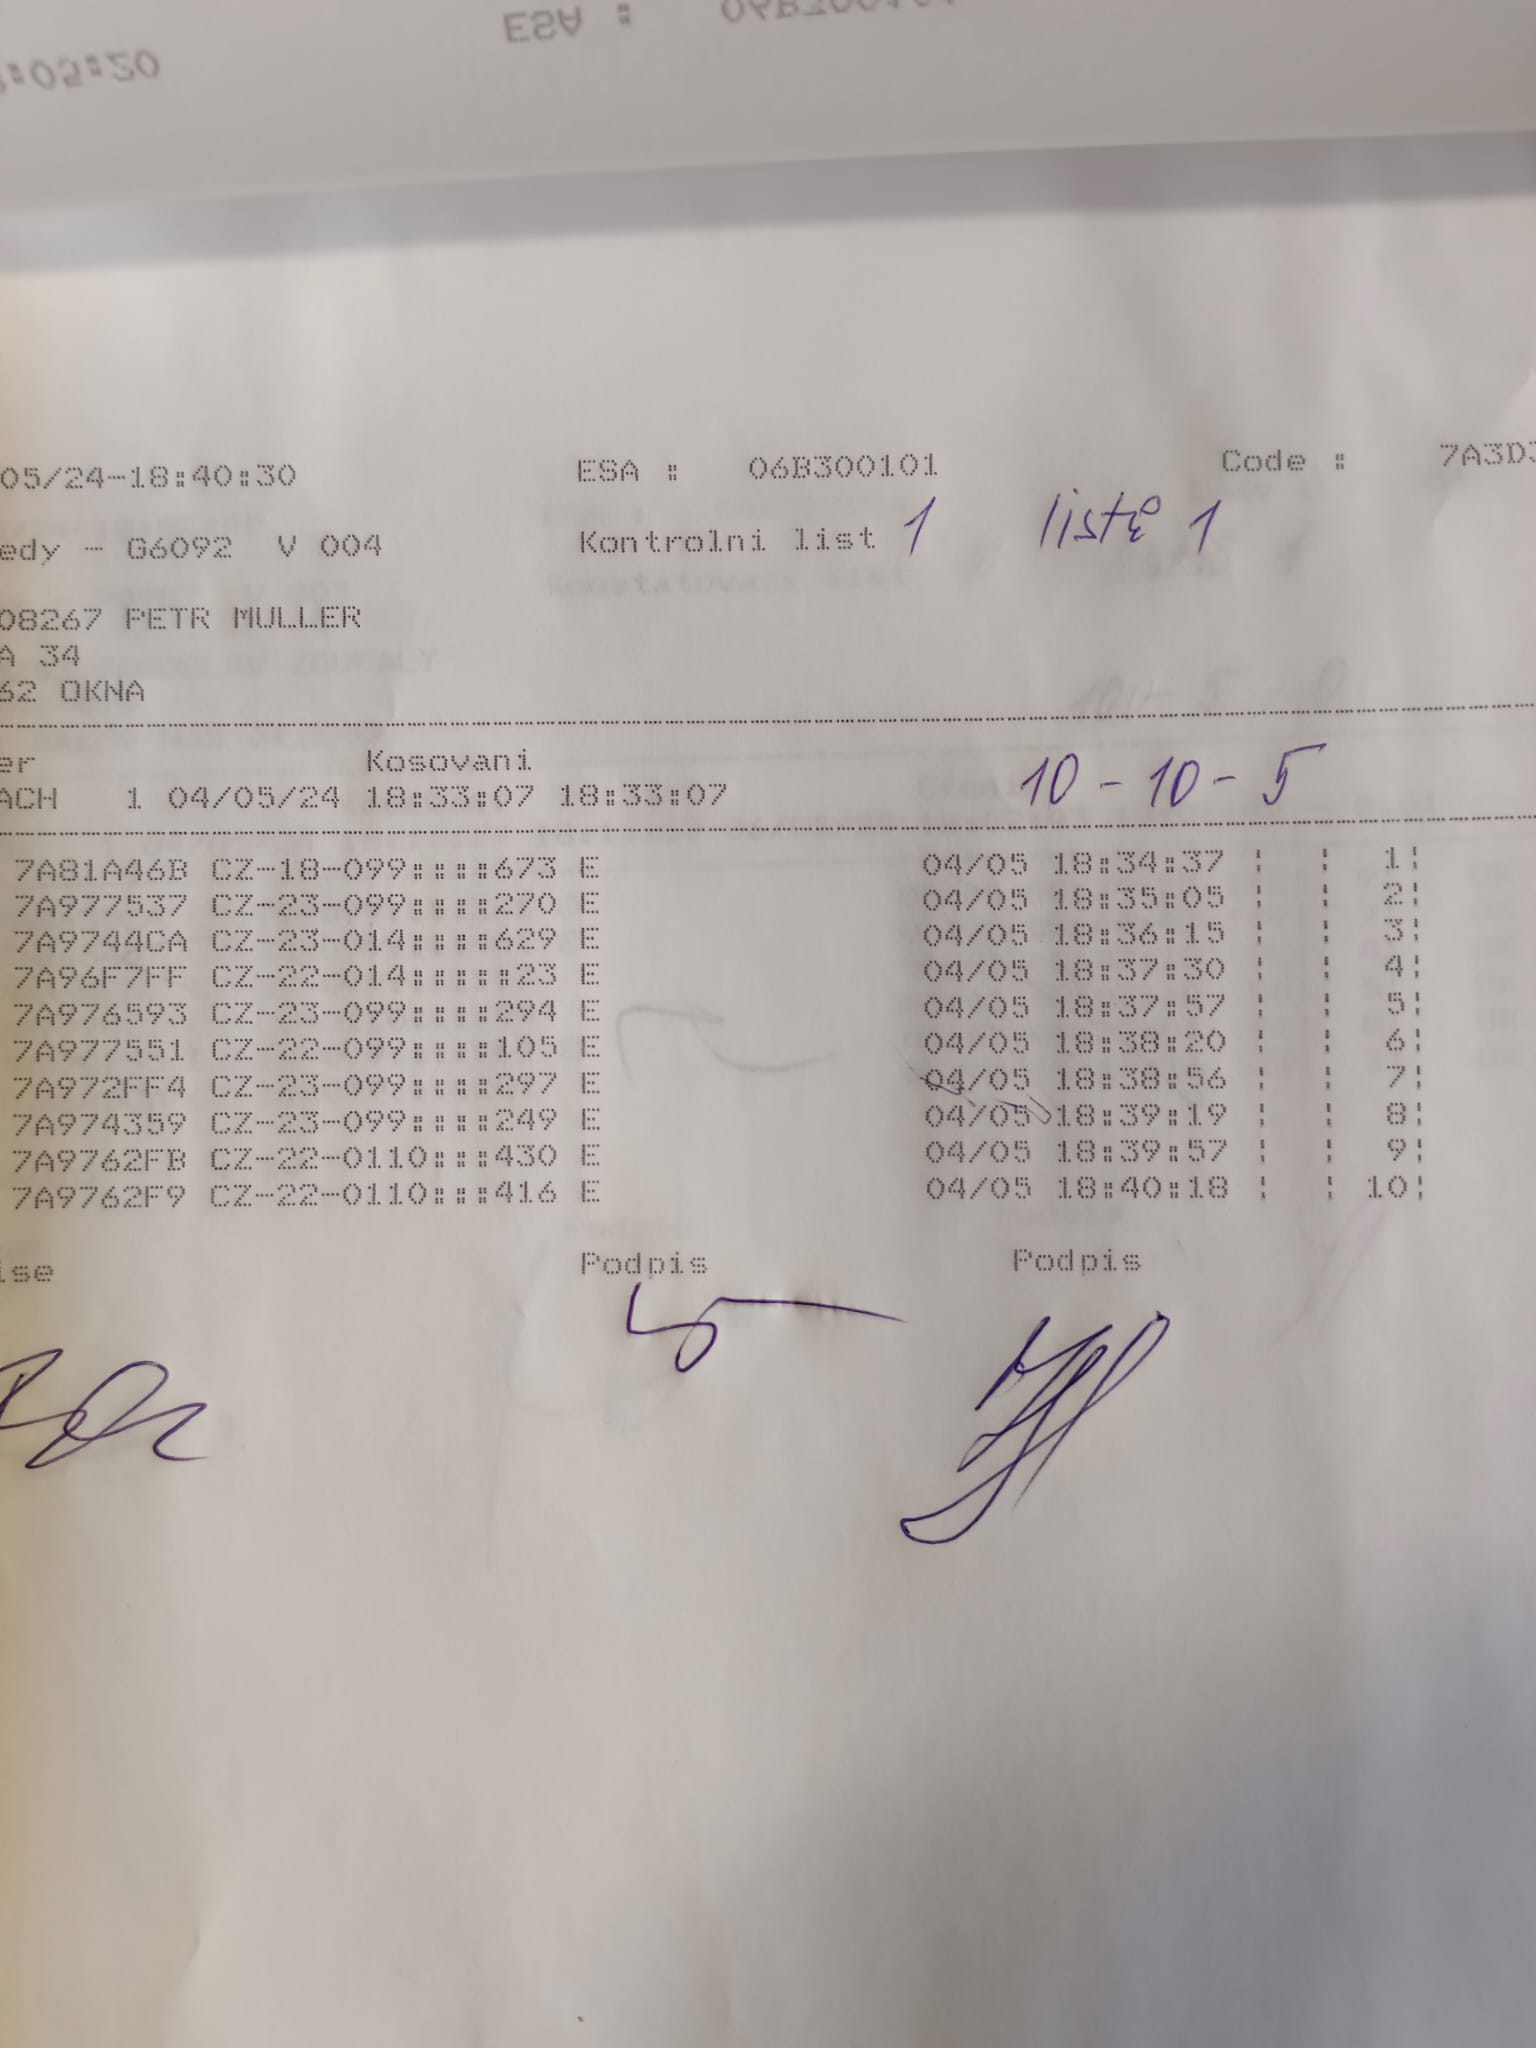 :05:20 ESA :
05/24-18:40:30 ESA : 06B300101 Code : 7A3D3
edy - G6092 V 004 Kontrolni list 1 listě 1
08267 PETR MULLER
A 34
62 OKNA
er Kosovani
ACH 1 04/05/24 18:33:07 18:33:07 10-10-5
7A81A46B CZ-18-099::::673 E 04/05 18:34:37 ¦ ¦ 1¦
7A977537 CZ-23-099::::270 E 04/05 18:35:05 ¦ ¦ 2¦
7A9744CA CZ-23-014::::629 E 04/05 18:36:15 ¦ ¦ 3¦
7A96F7FF CZ-22-014:::::23 E 04/05 18:37:30 ¦ ¦ 4¦
7A976593 CZ-23-099::::294 E 04/05 18:37:57 ¦ ¦ 5¦
7A977551 CZ-22-099::::105 E 04/05 18:38:20 ¦ ¦ 6¦
7A972FF4 CZ-23-099::::297 E 04/05 18:38:56 ¦ ¦ 7¦
7A974359 CZ-23-099::::249 E 04/05 18:39:19 ¦ ¦ 8¦
7A9762FB CZ-22-0110:::430 E 04/05 18:39:57 ¦ ¦ 9¦
7A9762F9 CZ-22-0110:::416 E 04/05 18:40:18 ¦ ¦ 10¦
lse Podpis Podpis